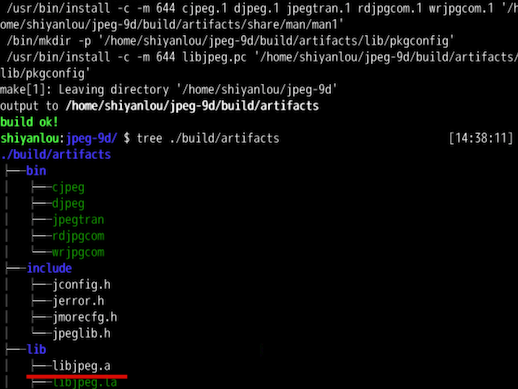 /usr/bin/install -c -m 644 cjpeg.1 djpeg.1 jpegtran.1 rdjpgcom.1 wrjpgcom.1 '/h
ome/shiyanlou/jpeg-9d/build/artifacts/share/man/man1'
/bin/mkdir -p '/home/shiyanlou/jpeg-9d/build/artifacts/lib/pkgconfig'
/usr/bin/install -c -m 644 libjpeg.pc '/home/shiyanlou/jpeg-9d/build/artifacts/
lib/pkgconfig'
make[1]: Leaving directory '/home/shiyanlou/jpeg-9d'
output to /home/shiyanlou/jpeg-9d/build/artifacts
build ok!
shiyanlou:jpeg-9d/ $ tree ./build/artifacts [14:38:11]
./build/artifacts
├──bin
│ ├──cjpeg
│ ├──djpeg
│ ├──jpegtran
│ ├──rdjpgcom
│ └──wrjpgcom
├──include
│ ├──jconfig.h
│ ├──jerror.h
│ ├──jmorecfg.h
│ └──jpeglib.h
├──lib
│ ├──libjpeg.a
│ ├──libjpeg.la